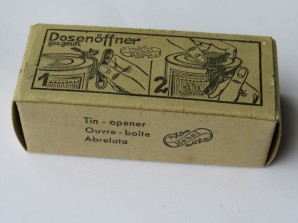 Dosenöffner
ges. gesch.
1
2
Tin - opener
Ouvre - boîte
Abrelata